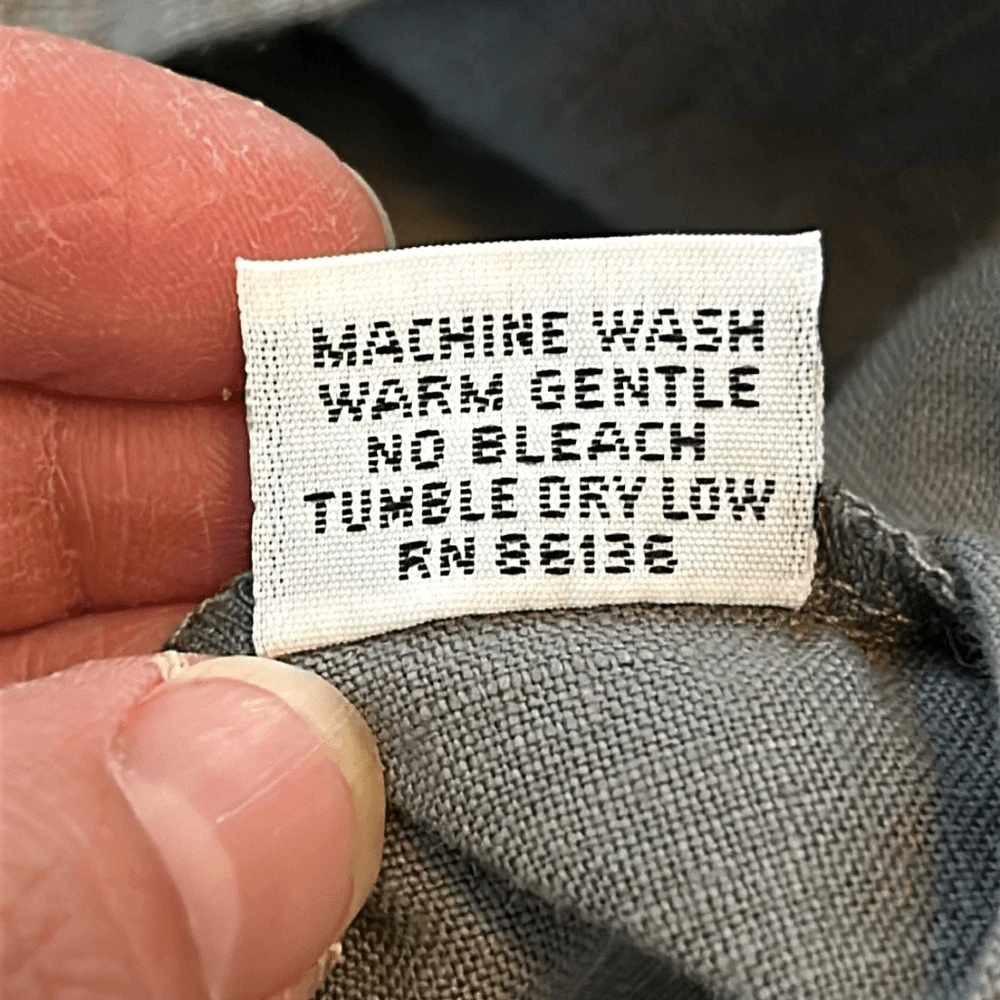 MACHINE WASH
WARM GENTLE
NO BLEACH
TUMBLE DRY LOW
RN 86136